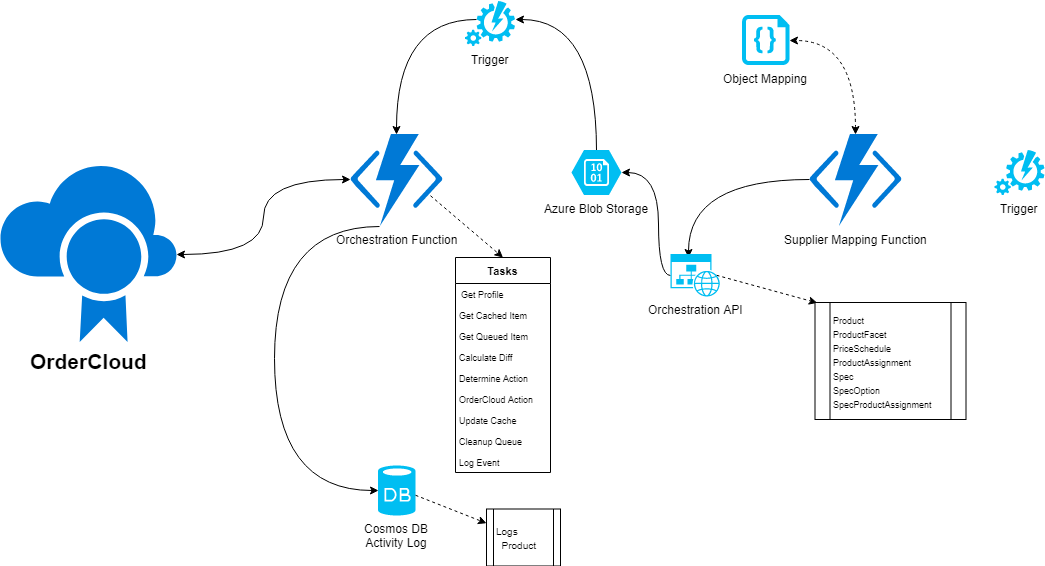 Trigger
{}
Object Mapping
10
01
Azure Blob Storage
Trigger
Orchestration Function
Supplier Mapping Function
Orchestration API
OrderCloud
Tasks
Get Profile
Get Cached Item
Get Queued Item
Calculate Diff
Determine Action
OrderCloud Action
Update Cache
Cleanup Queue
Log Event
Product
ProductFacet
PriceSchedule
ProductAssignment
Spec
SpecOption
SpecProductAssignment
DB
Cosmos DB
Activity Log
Logs
Product